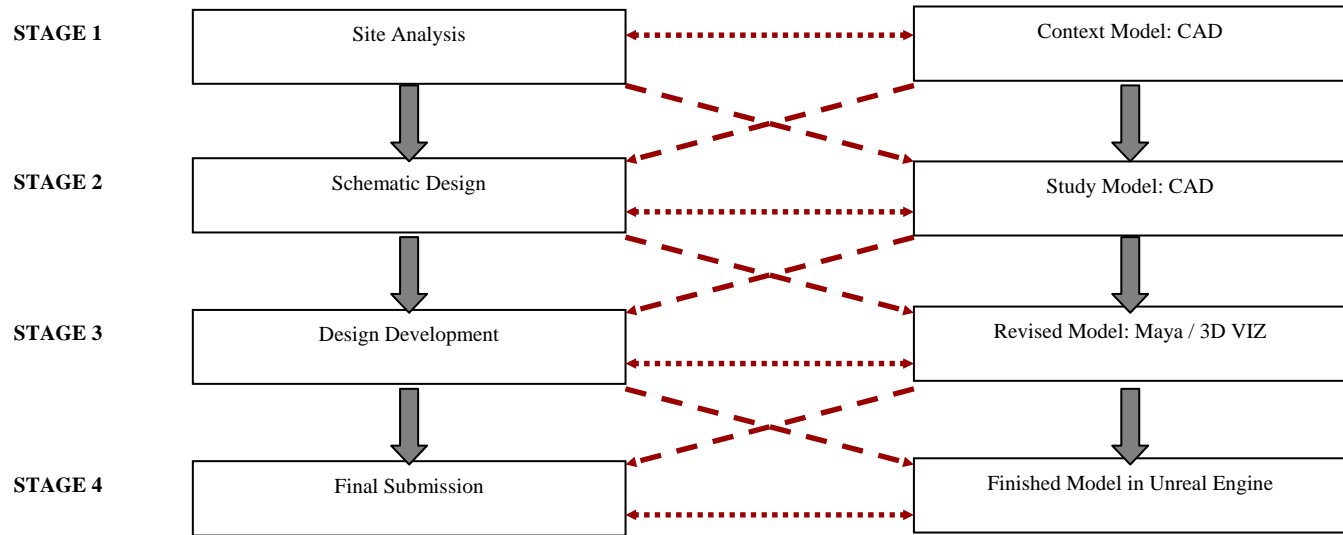 STAGE 1
Site Analysis
Context Model: CAD
STAGE 2
Schematic Design
Study Model: CAD
STAGE 3
Design Development
Revised Model: Maya / 3D VIZ
STAGE 4
Final Submission
Finished Model in Unreal Engine